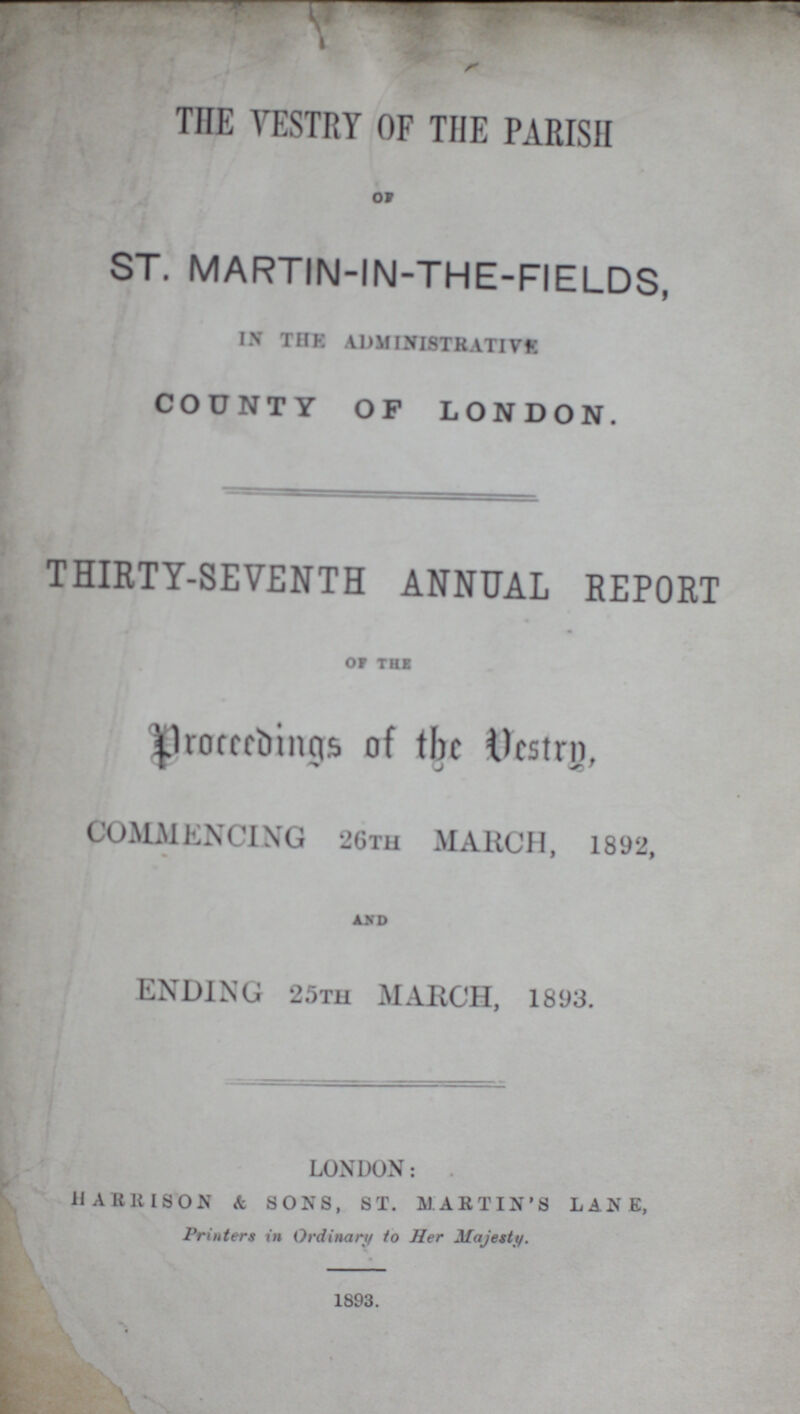 THE VESTRY OF THE PARISH
OF
ST. MARTIN-IN-THE-FIELDS,
IN THE ADMINISTRATIVE
COUNTY OF LONDON.
THIRTY-SEVENTH ANNUAL REPORT
OF THE
Proceedings of the Vestry,
COMMENCING 26TH MARCH, 1892,
AND
ENDING 25TH MARCH, 1893.
LONDON:
HARRISON & SONS, ST. MARTIN'S LANE,
Printers in Ordinary to Her Majesty.
1893.